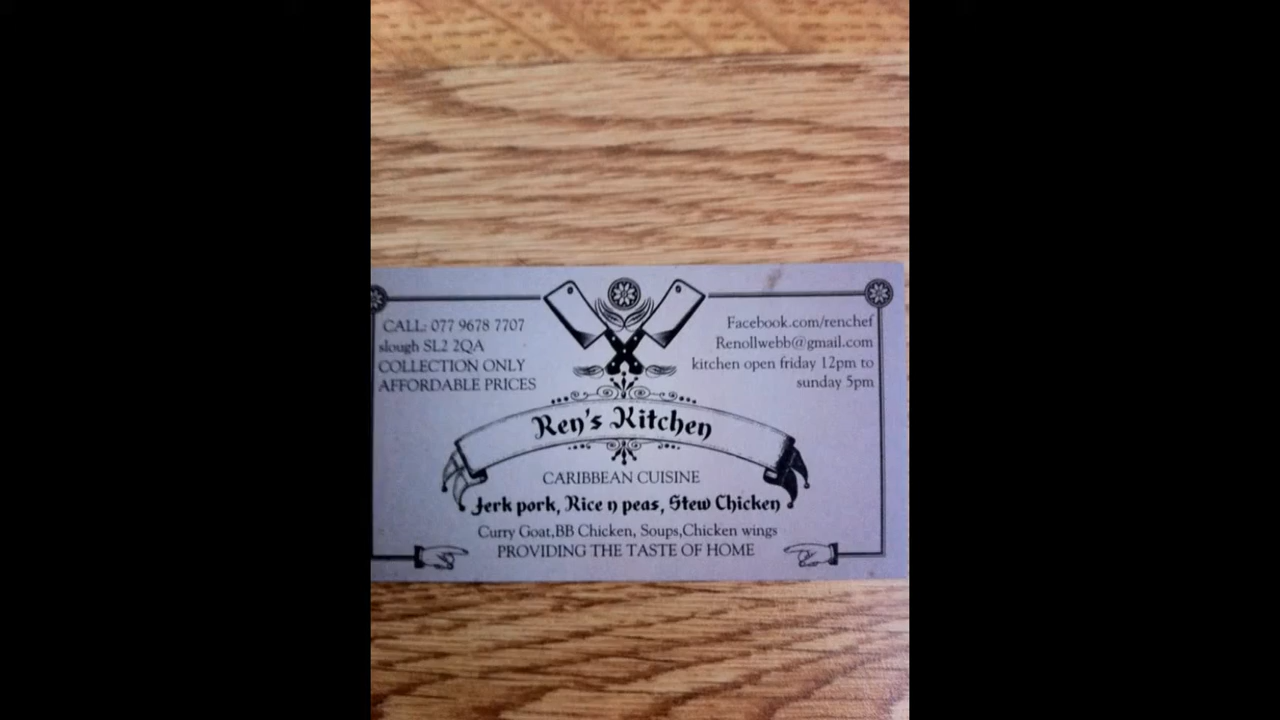 CALL: 077 9678 7707
slough SL2 2QA
COLLECTION ONLY
AFFORDABLE PRICES
Facebook.com/renchef
Renollwebb@gmail.com
kitchen open friday 12pm to
sunday 5pm
Ren's Kitchen
CARIBBEAN CUISINE
Jerk pork, Rice n peas, Stew Chicken
Curry Goat,BB Chicken, Soups,Chicken wings
PROVIDING THE TASTE OF HOME